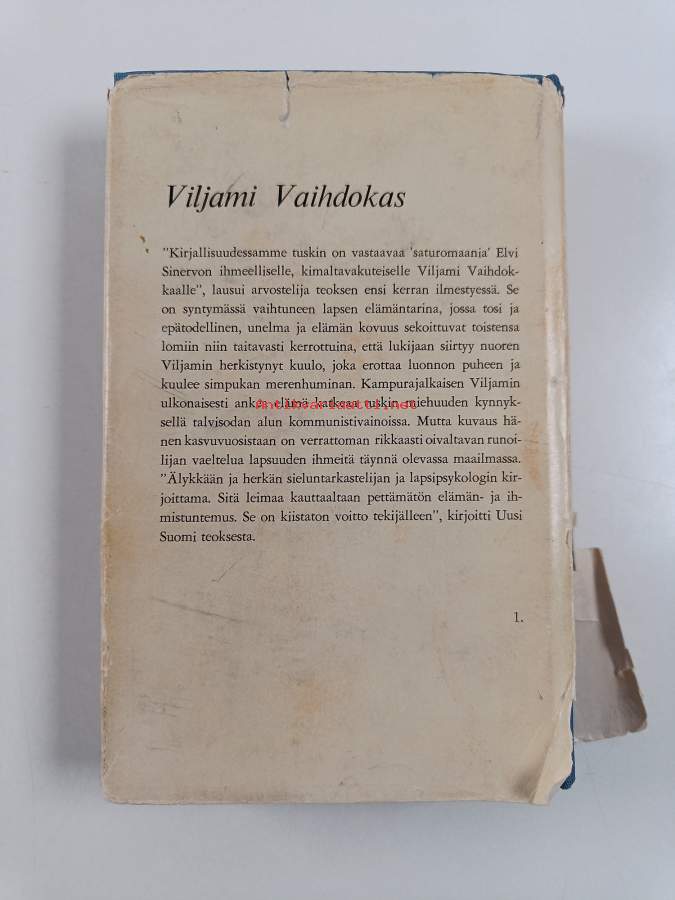 Viljami Vaihdokas
"Kirjallisuudessamme tuskin on vastaavaa 'saturomaania' Elvi
Sinervon ihmeelliselle, kimaltavakuteiselle Viljami Vaihdok-
kaalle", lausui arvostelija teoksen ensi kerran ilmestyessä. Se
on syntymässä vaihtuneen lapsen elämäntarina, jossa tosi ja
epätodellinen, unelma ja elämän kovuus sekoittuvat toistensa
lomiin niin taitavasti kerrottuina, että lukijaan siirtyy nuoren
Viljamin herkistynyt kuulo, joka erottaa luonnon puheen ja
kuulee simpukan merenhuminan. Kampurajalkaisen Viljamin
ulkonaisesti ankea elämä katkeaa tuskin miehuuden kynnyk-
Antikvariaatti.net
sellä talvisodan alun kommunistivainoissa. Mutta kuvaus hä-
nen kasvuvuosistaan on verrattoman rikkaasti oivaltavan runoi-
lijan vaeltelua lapsuuden ihmeitä täynnä olevassa maailmassa.
"Älykkään ja herkän sieluntarkastelijan ja lapsipsykologin kir-
joittama. Sitä leimaa kauttaaltaan pettämätön elämän- ja ih-
mistuntemus. Se on kiistaton voitto tekijälleen", kirjoitti Uusi
Suomi teoksesta.
1.